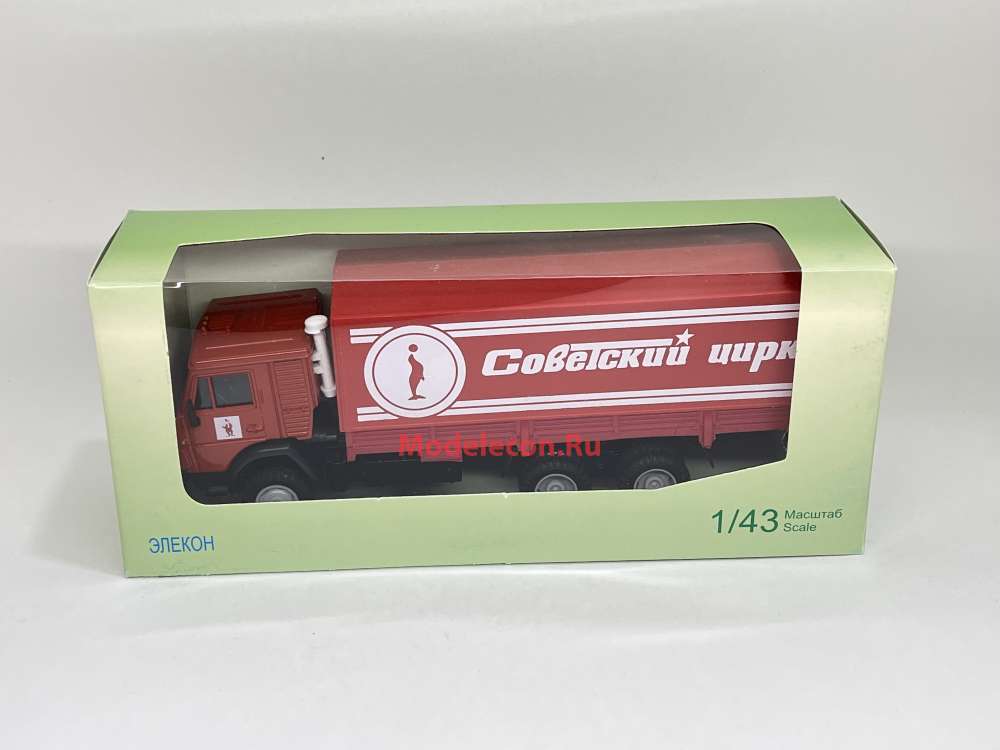 Советский цирк
Modelecon.Ru
1/43 Масштаб
Scale
ЭЛЕКОН